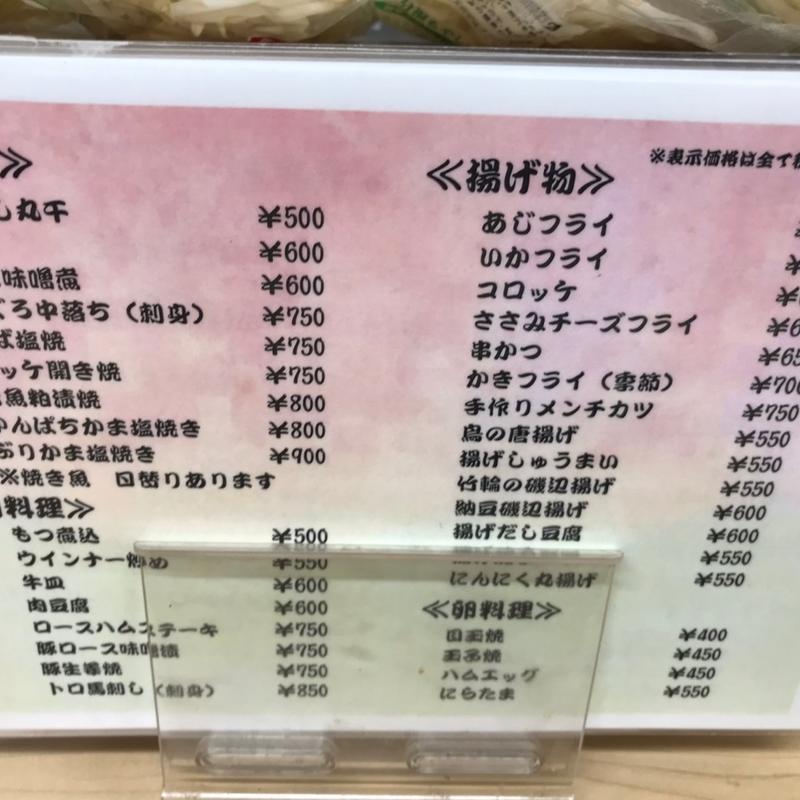 ≫
し丸干 ¥500
¥600
味噌煮 ¥600
ぐろ中落ち（刺身） ¥750
ば塩焼 ¥750
ッケ開き焼 ¥750
魚粕漬焼 ¥800
かんぱちかま塩焼き ¥800
ぶりかま塩焼き ¥900
※焼き魚 日替りあります
料理≫
もつ煮込 ¥500
ウインナー炒め ¥550
牛皿 ¥600
肉豆腐 ¥600
ロースハムステーキ ¥750
豚ロース味噌漬 ¥750
豚生姜焼 ¥750
トロ馬刺し（刺身） ¥850
※表示価格は全て
≪揚げ物≫
あじフライ
いかフライ
コロッケ
ささみチーズフライ
串かつ ¥65
かきフライ（季節） ¥700
手作りメンチカツ ¥750
鳥の唐揚げ ¥550
揚げしゅうまい ¥550
竹輪の磯辺揚げ ¥550
納豆磯辺揚げ ¥600
揚げだし豆腐 ¥600
¥550
にんにく丸揚げ ¥550
≪卵料理≫
目玉焼 ¥400
玉子焼 ¥450
ハムエッグ ¥450
にらたま ¥550